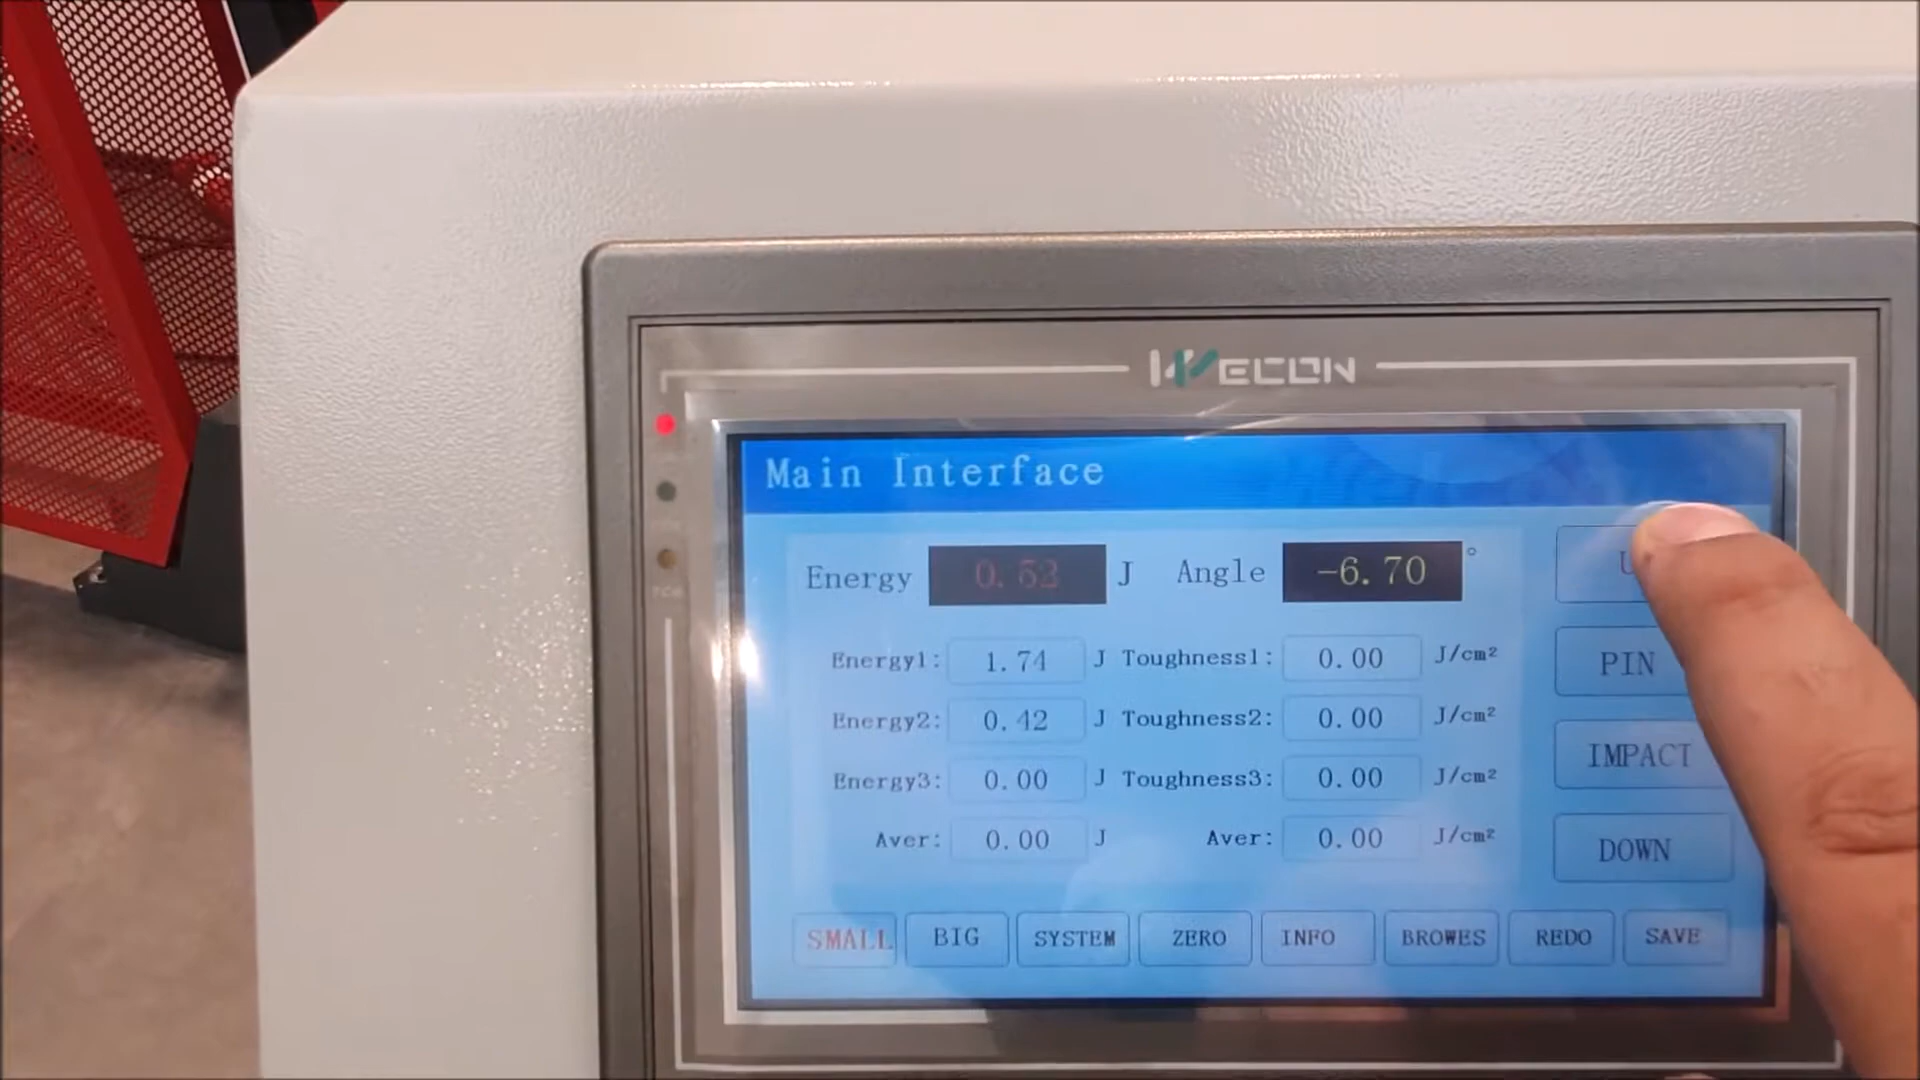 WECON
Main Interface
Energy 0.53 J Angle -6.70 °
Energy1: 1.74 J Toughness1: 0.00 J/cm²
PIN
Energy2: 0.42 J Toughness2: 0.00 J/cm²
IMPACT
Energy3: 0.00 J Toughness3: 0.00 J/cm²
Aver: 0.00 J Aver: 0.00 J/cm²
DOWN
SMALL BIG SYSTEM ZERO INFO BROWES REDO SAVE